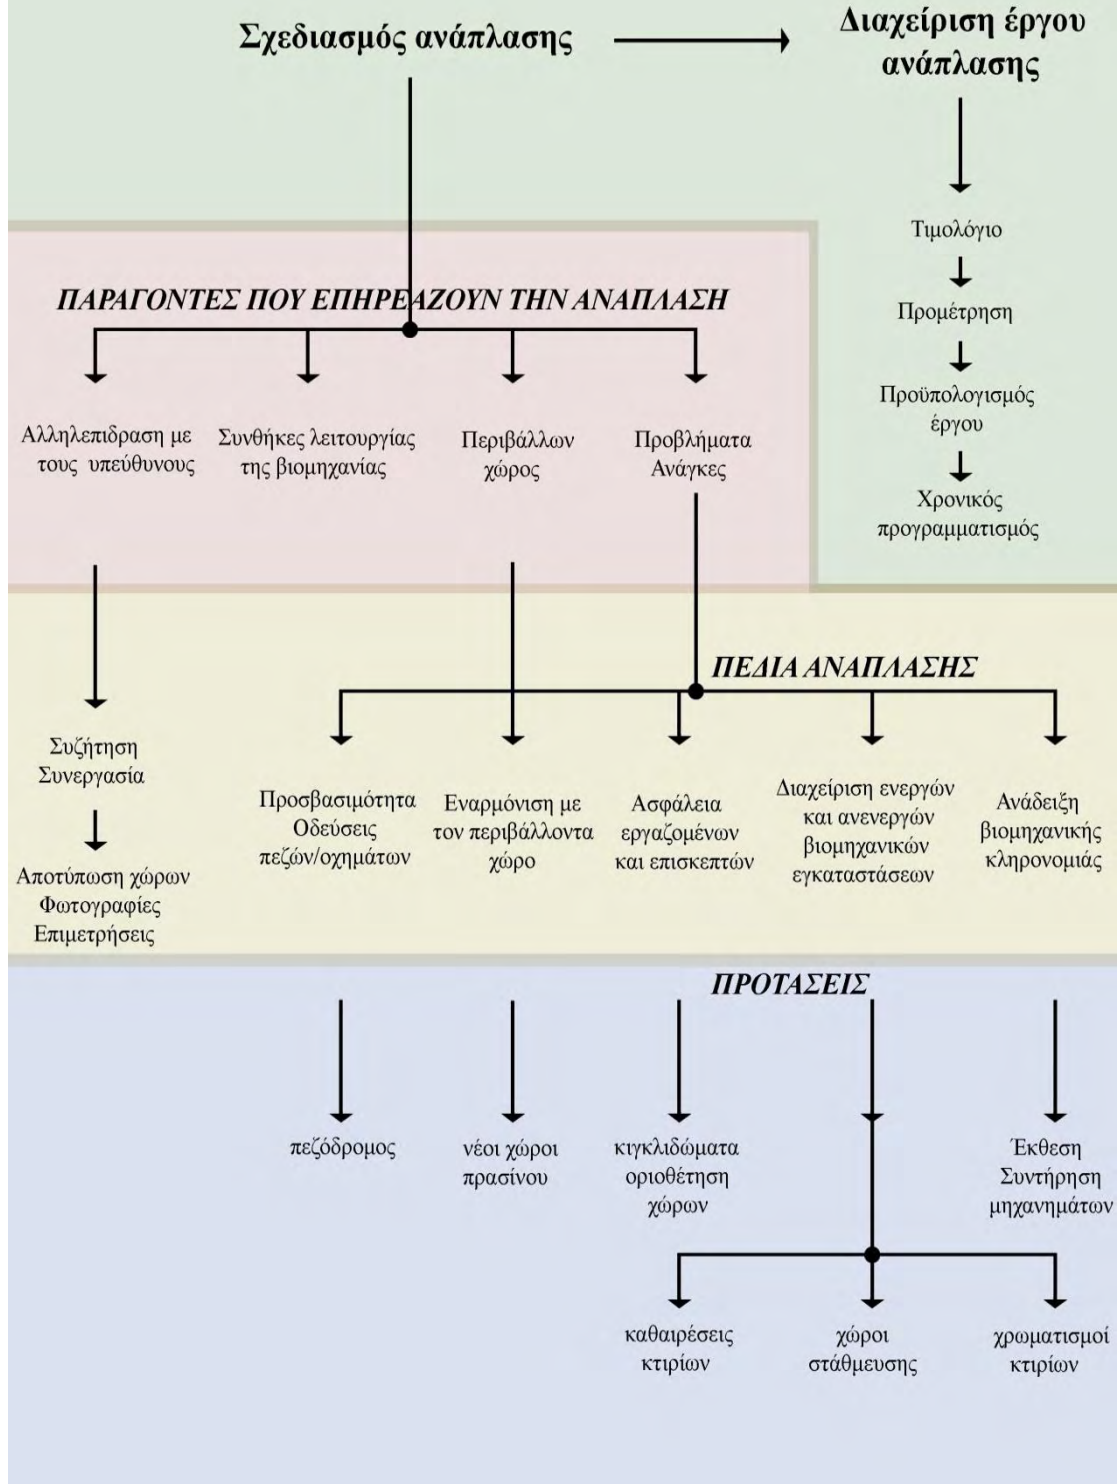 Σχεδιασμός ανάπλασης
Διαχείριση έργου
ανάπλασης
Τιμολόγιο
Προμέτρηση
Προϋπολογισμός
έργου
Χρονικός
προγραμματισμός
ΠΑΡΑΓΟΝΤΕΣ ΠΟΥ ΕΠΗΡΕΑΖΟΥΝ ΤΗΝ ΑΝΑΠΛΑΣΗ
Αλληλεπιδραση με
τους υπεύθυνους
Συνθήκες λειτουργίας
της βιομηχανίας
Περιβάλλων
χώρος
Προβλήματα
Ανάγκες
ΠΕΔΙΑ ΑΝΑΠΛΑΣΗΣ
Συζήτηση
Συνεργασία
Αποτύπωση χώρων
Φωτογραφίες
Επιμετρήσεις
Προσβασιμότητα
Οδεύσεις
πεζών/οχημάτων
Εναρμόνιση με
τον περιβάλλοντα
χώρο
Ασφάλεια
εργαζομένων
και επισκεπτών
Διαχείριση ενεργών
και ανενεργών
βιομηχανικών
εγκαταστάσεων
Ανάδειξη
βιομηχανικής
κληρονομιάς
ΠΡΟΤΑΣΕΙΣ
πεζόδρομος
νέοι χώροι
πρασίνου
κιγκλιδώματα
οριοθέτηση
χώρων
Έκθεση
Συντήρηση
μηχανημάτων
καθαιρέσεις
κτιρίων
χώροι
στάθμευσης
χρωματισμοί
κτιρίων